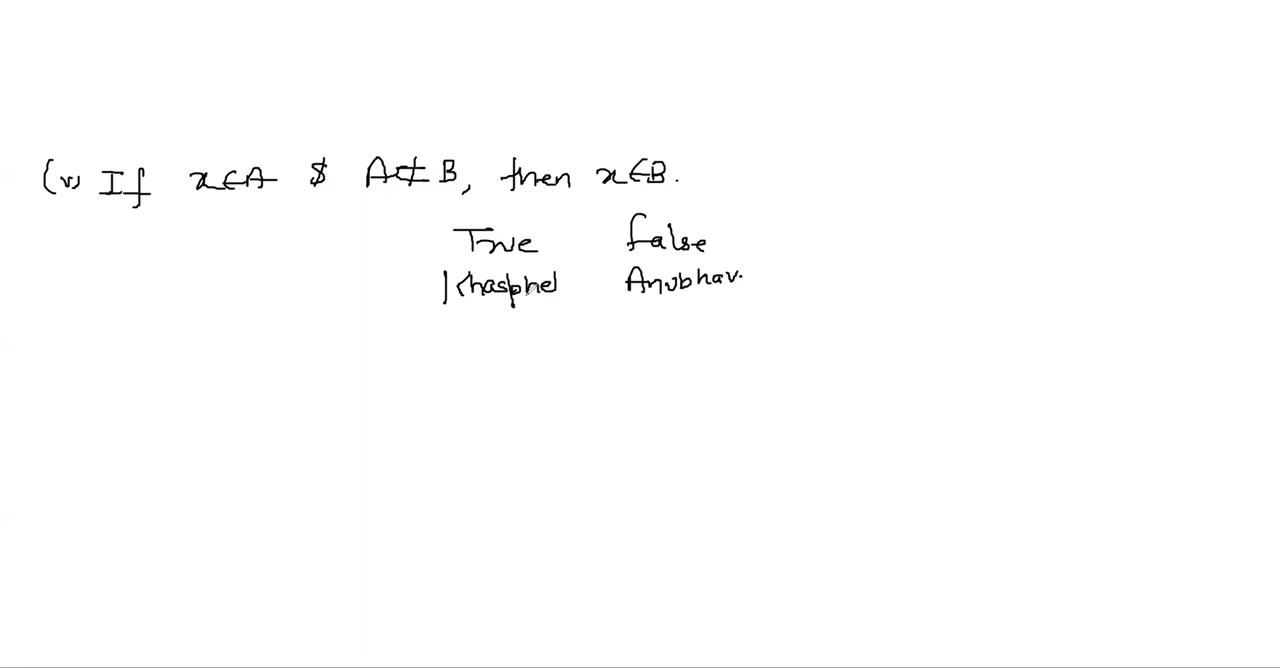 (v) If x∈A & A⊄B, then x∈B.
True false
Khasphel Anubhav.